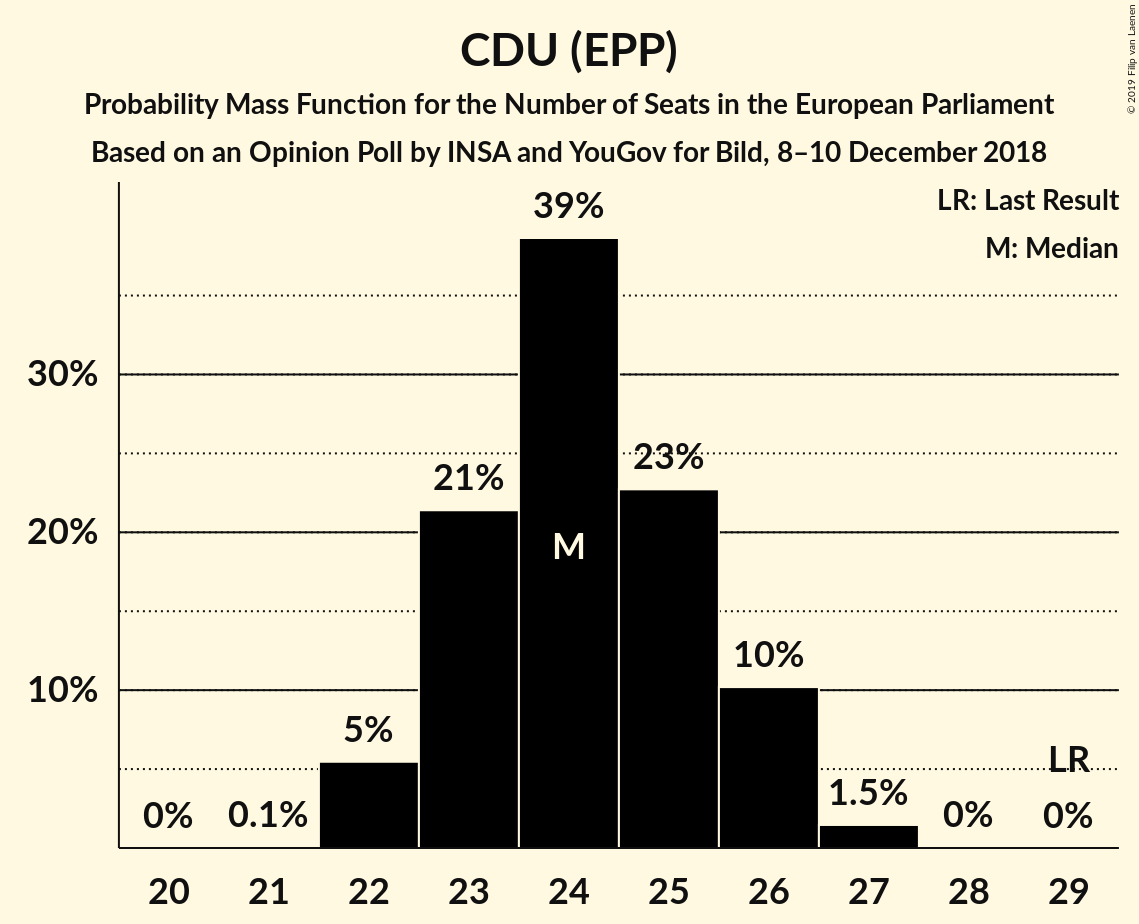 CDU (EPP)
Probability Mass Function for the Number of Seats in the European Parliament
Based on an Opinion Poll by INSA and YouGov for Bild, 8–10 December 2018
© 2019 Filip van Laenen
LR: Last Result
M: Median
39%
30%
23%
21%
20%
M
10%
10%
5%
LR
1.5%
0%
0.1%
0%
0%
20 21 22 23 24 25 26 27 28 29